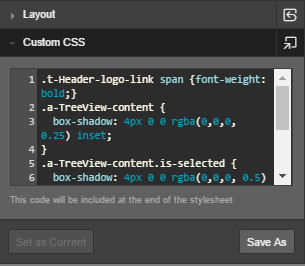 Layout
Custom CSS
1 .t-Header-logo-link span {font-weight:
bold;}
2 .a-TreeView-content {
3 box-shadow: 4px 0 0 rgba(0,0,0,
0.25) inset;
4 }
5 .a-TreeView-content.is-selected {
6 box-shadow: 4px 0 0 rgba(0,0,0, 0.5)
This code will be included at the end of the stylesheet
Set as Current
Save As